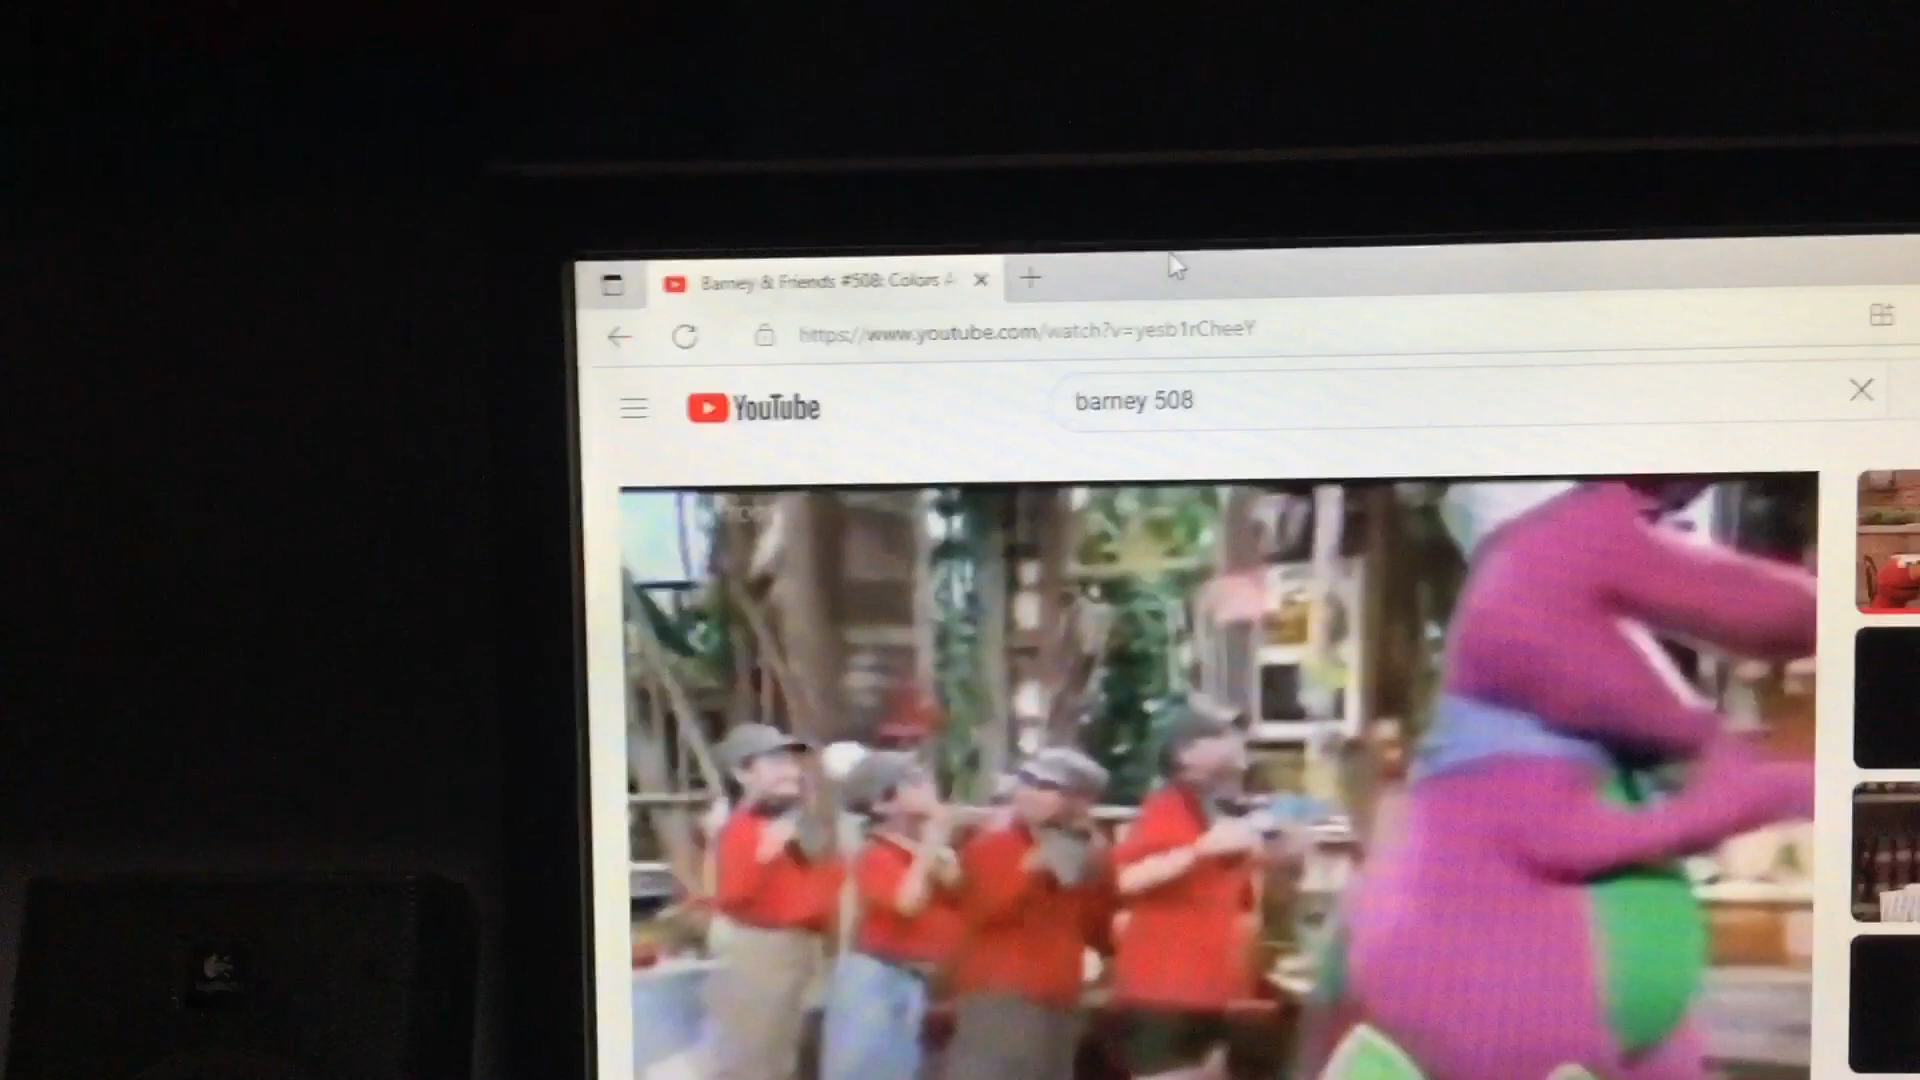 Barney & Friends #508: Colors A
https://www.youtube.com/watch?v=yesb1rCheeY
YouTube
barney 508